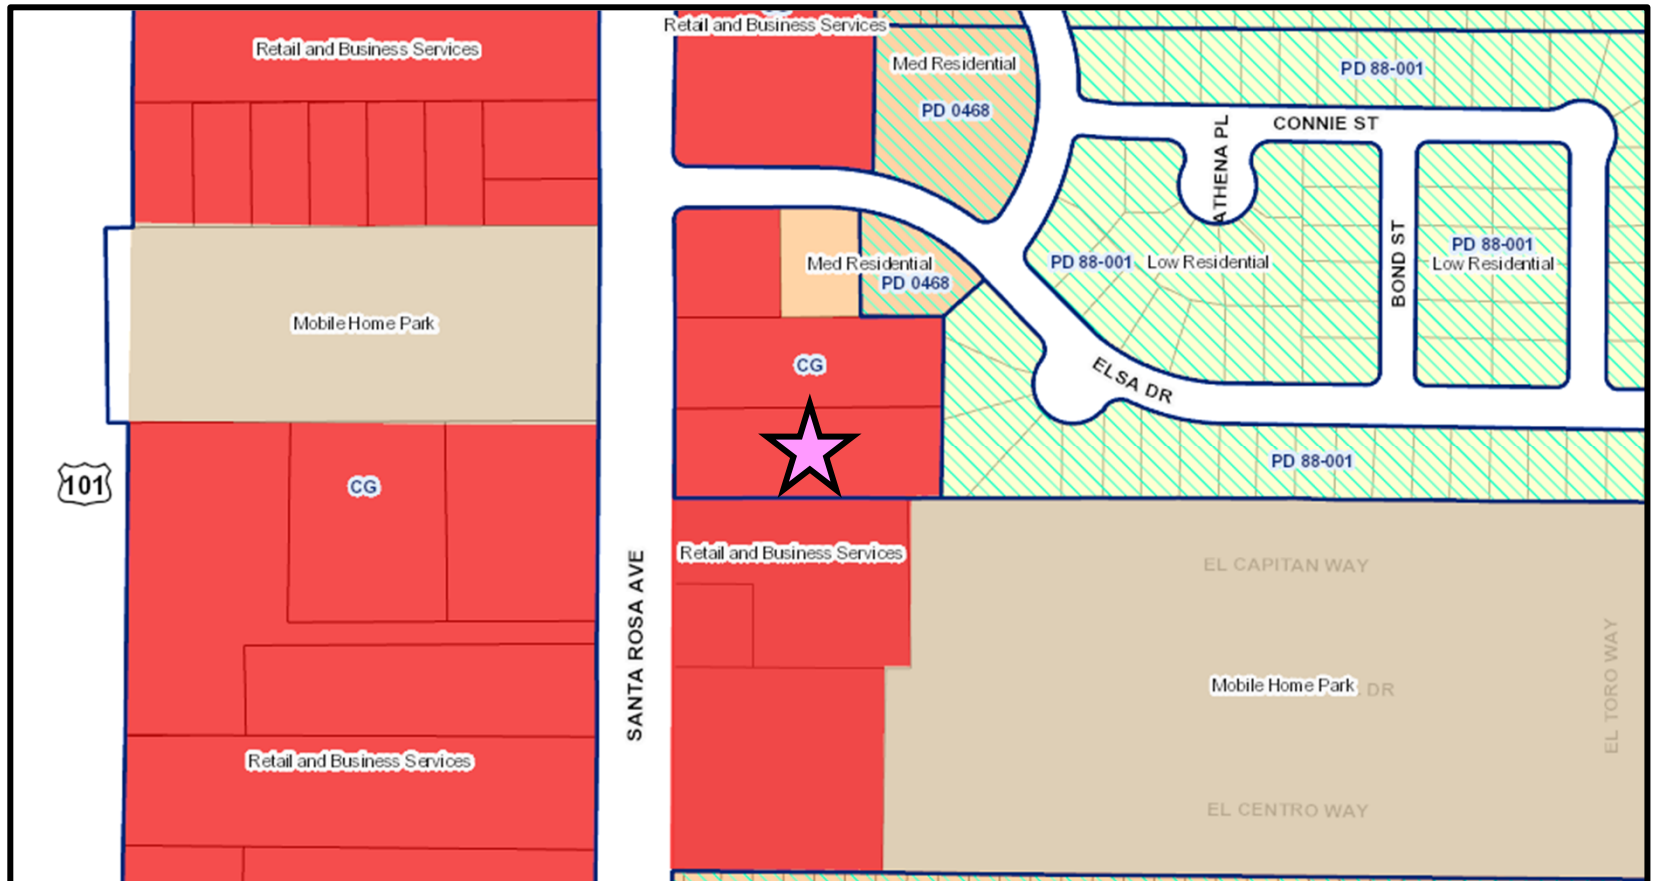 Retail and Business Services
Retail and Business Services
Med Residential
PD 0468
PD 88-001
CONNIE ST
ATHENA PL
BOND ST
PD 88-001
Low Residential
PD 88-001
Low Residential
Med Residential
PD 0468
Mobile Home Park
CG
ELSA DR
PD 88-001
101
CG
SANTA ROSA AVE
Retail and Business Services
EL CAPITAN WAY
Mobile Home Park
DR
EL TORO WAY
Retail and Business Services
EL CENTRO WAY